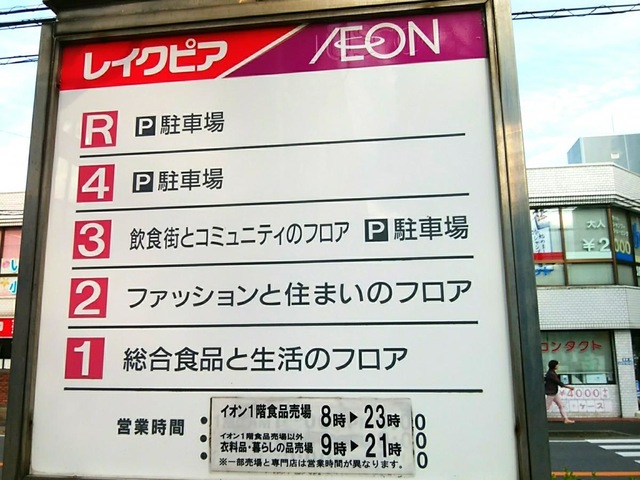 レイクピア ÆON
R P 駐車場
4 P 駐車場
3 飲食街とコミュニティのフロア P 駐車場
2 ファッションと住まいのフロア
1 総合食品と生活のフロア
営業時間
イオン1階食品売場 8時▶23時
イオン1階食品売場以外
衣料品・暮らしの品売場 9時▶21時
※一部売場と専門店は営業時間が異なります。
大人
コンタクト
¥4000
ケース